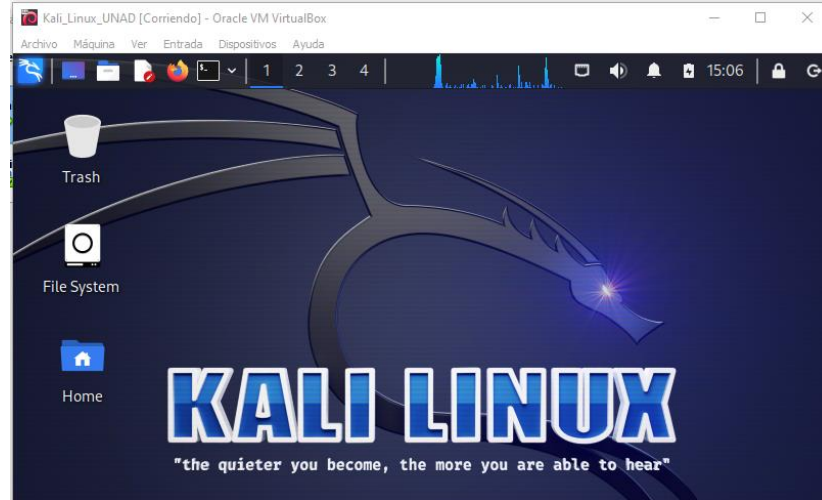 Kali_Linux_UNAD [Corriendo] - Oracle VM VirtualBox
Archivo Máquina Ver Entrada Dispositivos Ayuda
1 2 3 4 15:06
Trash
File System
Home
KALI LINUX
"the quieter you become, the more you are able to hear"